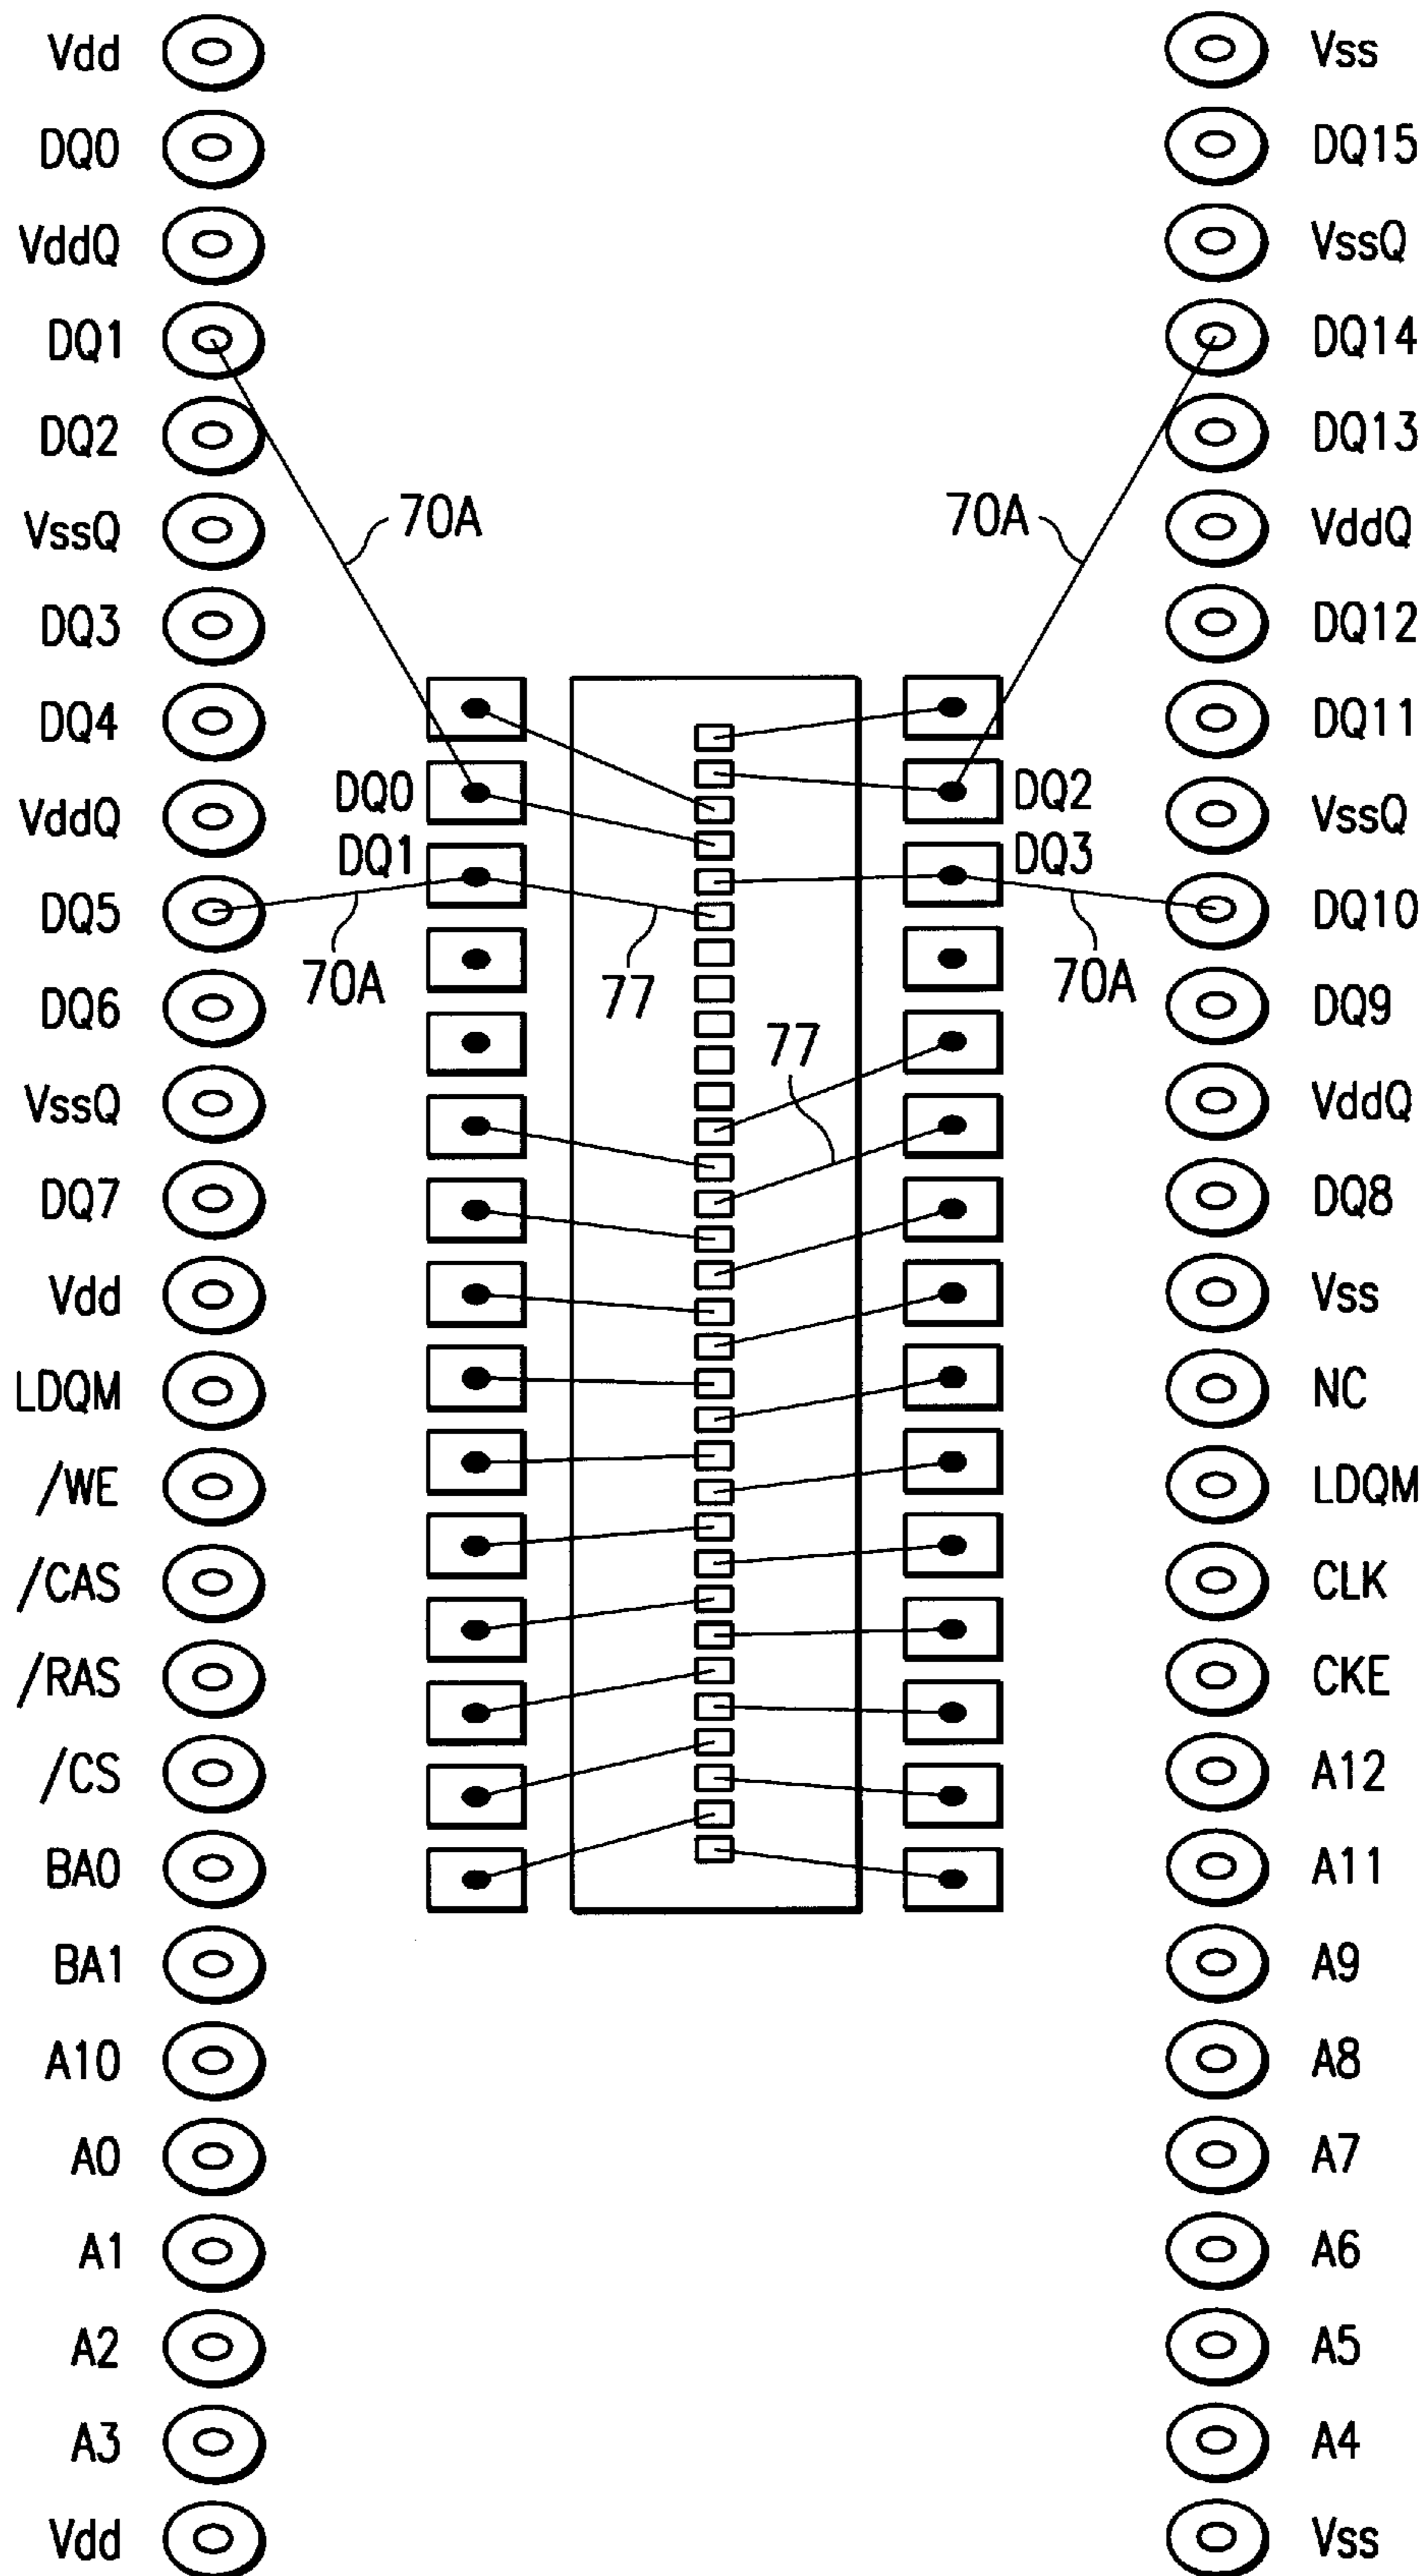 Vdd Vss
DQ0 DQ15
VddQ VssQ
DQ1 DQ14
DQ2 DQ13
70A 70A
VssQ VddQ
DQ3 DQ12
DQ4 DQ11
DQ0 DQ2
VddQ VssQ
DQ1 DQ3
DQ5 DQ10
70A 77 70A
DQ6 DQ9
77
VssQ VddQ
DQ7 DQ8
Vdd Vss
LDQM NC
/WE LDQM
/CAS CLK
/RAS CKE
/CS A12
BA0 A11
BA1 A9
A10 A8
A0 A7
A1 A6
A2 A5
A3 A4
Vdd Vss